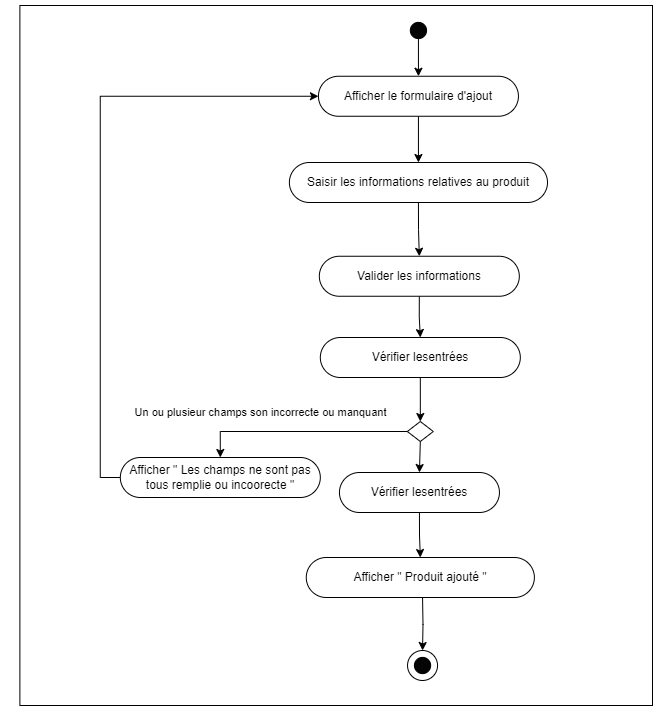 Afficher le formulaire d'ajout
Saisir les informations relatives au produit
Valider les informations
Vérifier lesentrées
Un ou plusieur champs son incorrecte ou manquant
Afficher " Les champs ne sont pas
tous remplie ou incoorecte "
Vérifier lesentrées
Afficher " Produit ajouté "